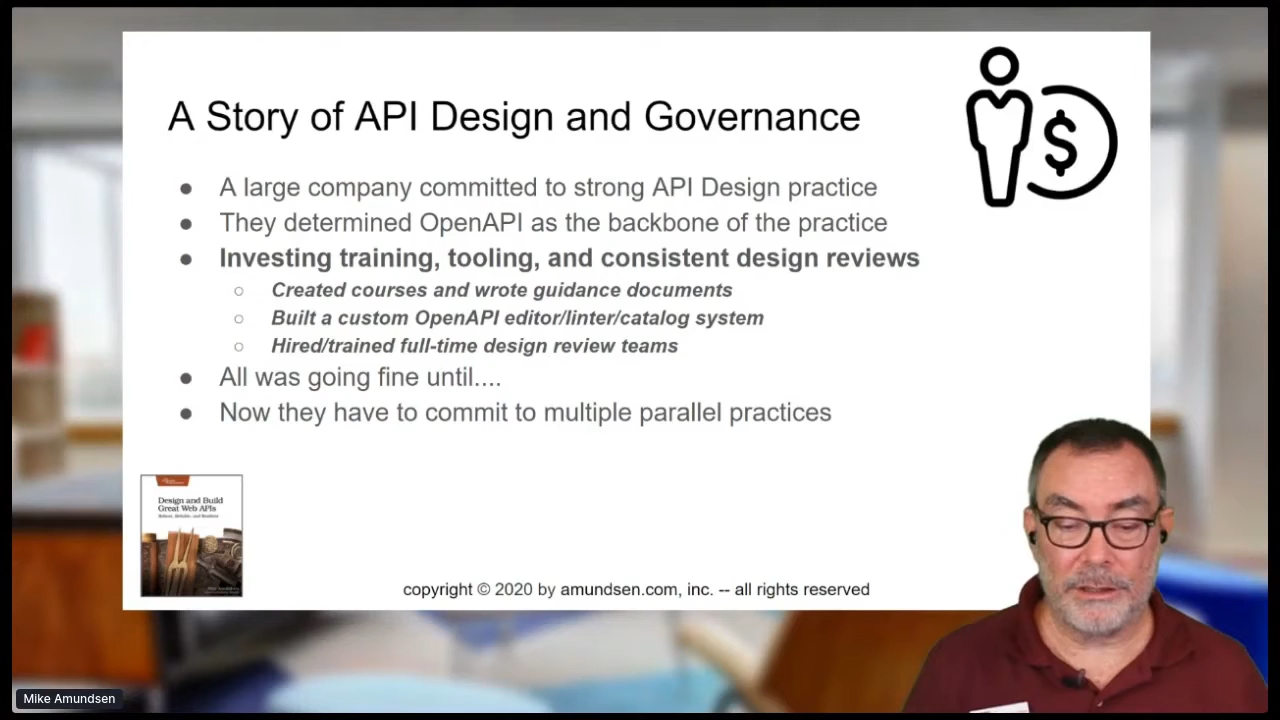 A Story of API Design and Governance
$
● A large company committed to strong API Design practice
● They determined OpenAPI as the backbone of the practice
● Investing training, tooling, and consistent design reviews
○ Created courses and wrote guidance documents
○ Built a custom OpenAPI editor/linter/catalog system
○ Hired/trained full-time design review teams
● All was going fine until....
● Now they have to commit to multiple parallel practices
Design and Build
Great Web APIs
copyright © 2020 by amundsen.com, inc. -- all rights reserved
Mike Amundsen